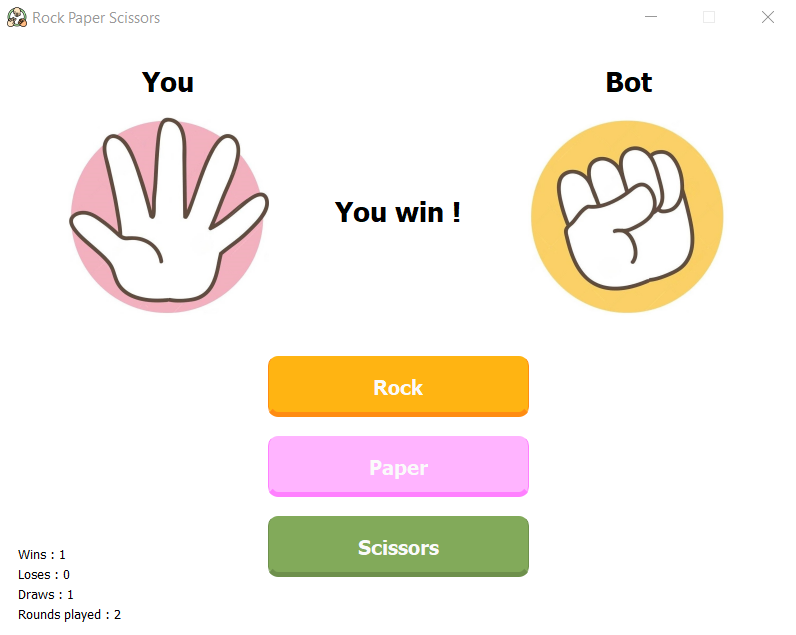 Rock Paper Scissors
You
Bot
You win !
Rock
Paper
Scissors
Wins : 1
Loses : 0
Draws : 1
Rounds played : 2